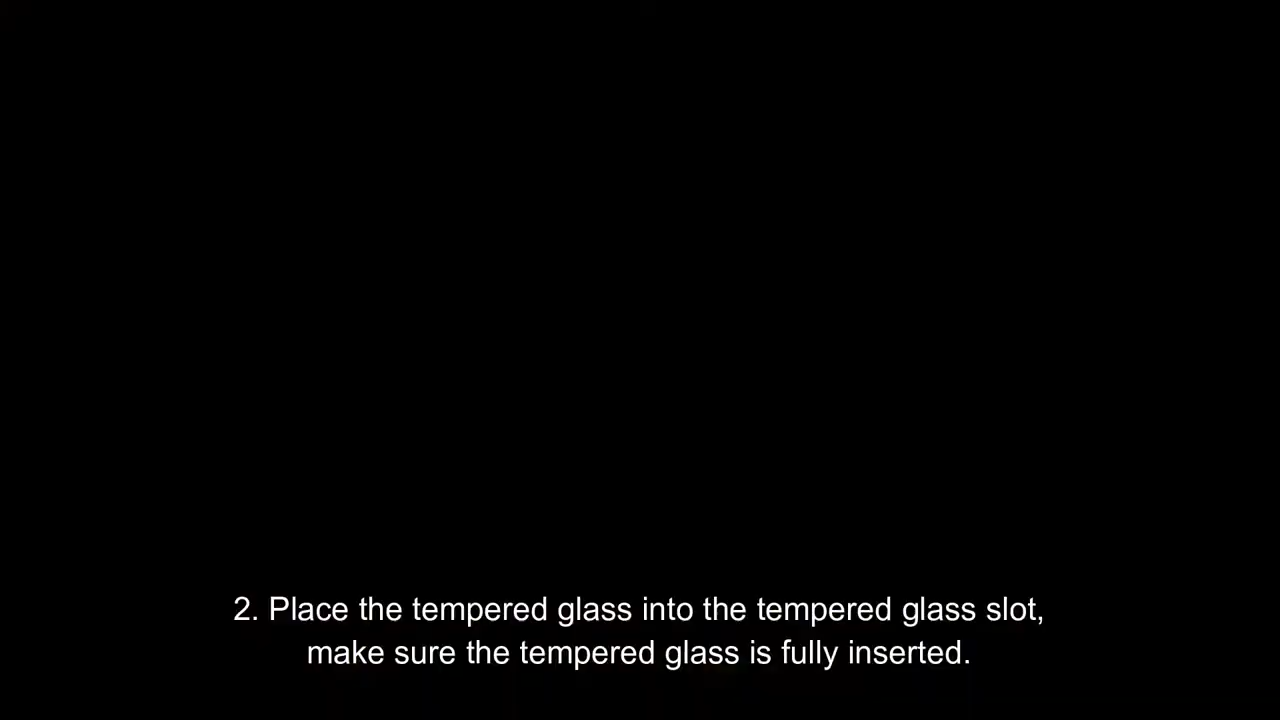 2. Place the tempered glass into the tempered glass slot,
make sure the tempered glass is fully inserted.